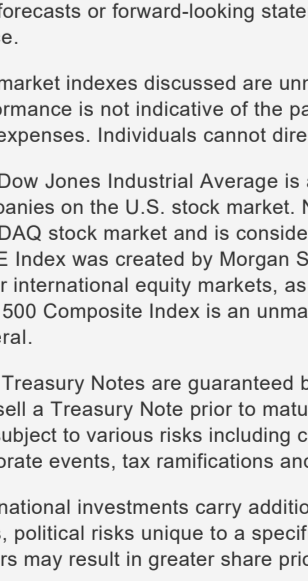 forecasts or forward-looking state
e.
market indexes discussed are unr
ormance is not indicative of the pa
expenses. Individuals cannot dire
Dow Jones Industrial Average is a
panies on the U.S. stock market. N
DAQ stock market and is conside
E Index was created by Morgan S
r international equity markets, as
500 Composite Index is an unma
eral.
Treasury Notes are guaranteed b
sell a Treasury Note prior to matu
subject to various risks including c
orate events, tax ramifications and
national investments carry additio
, political risks unique to a specif
rs may result in greater share pric